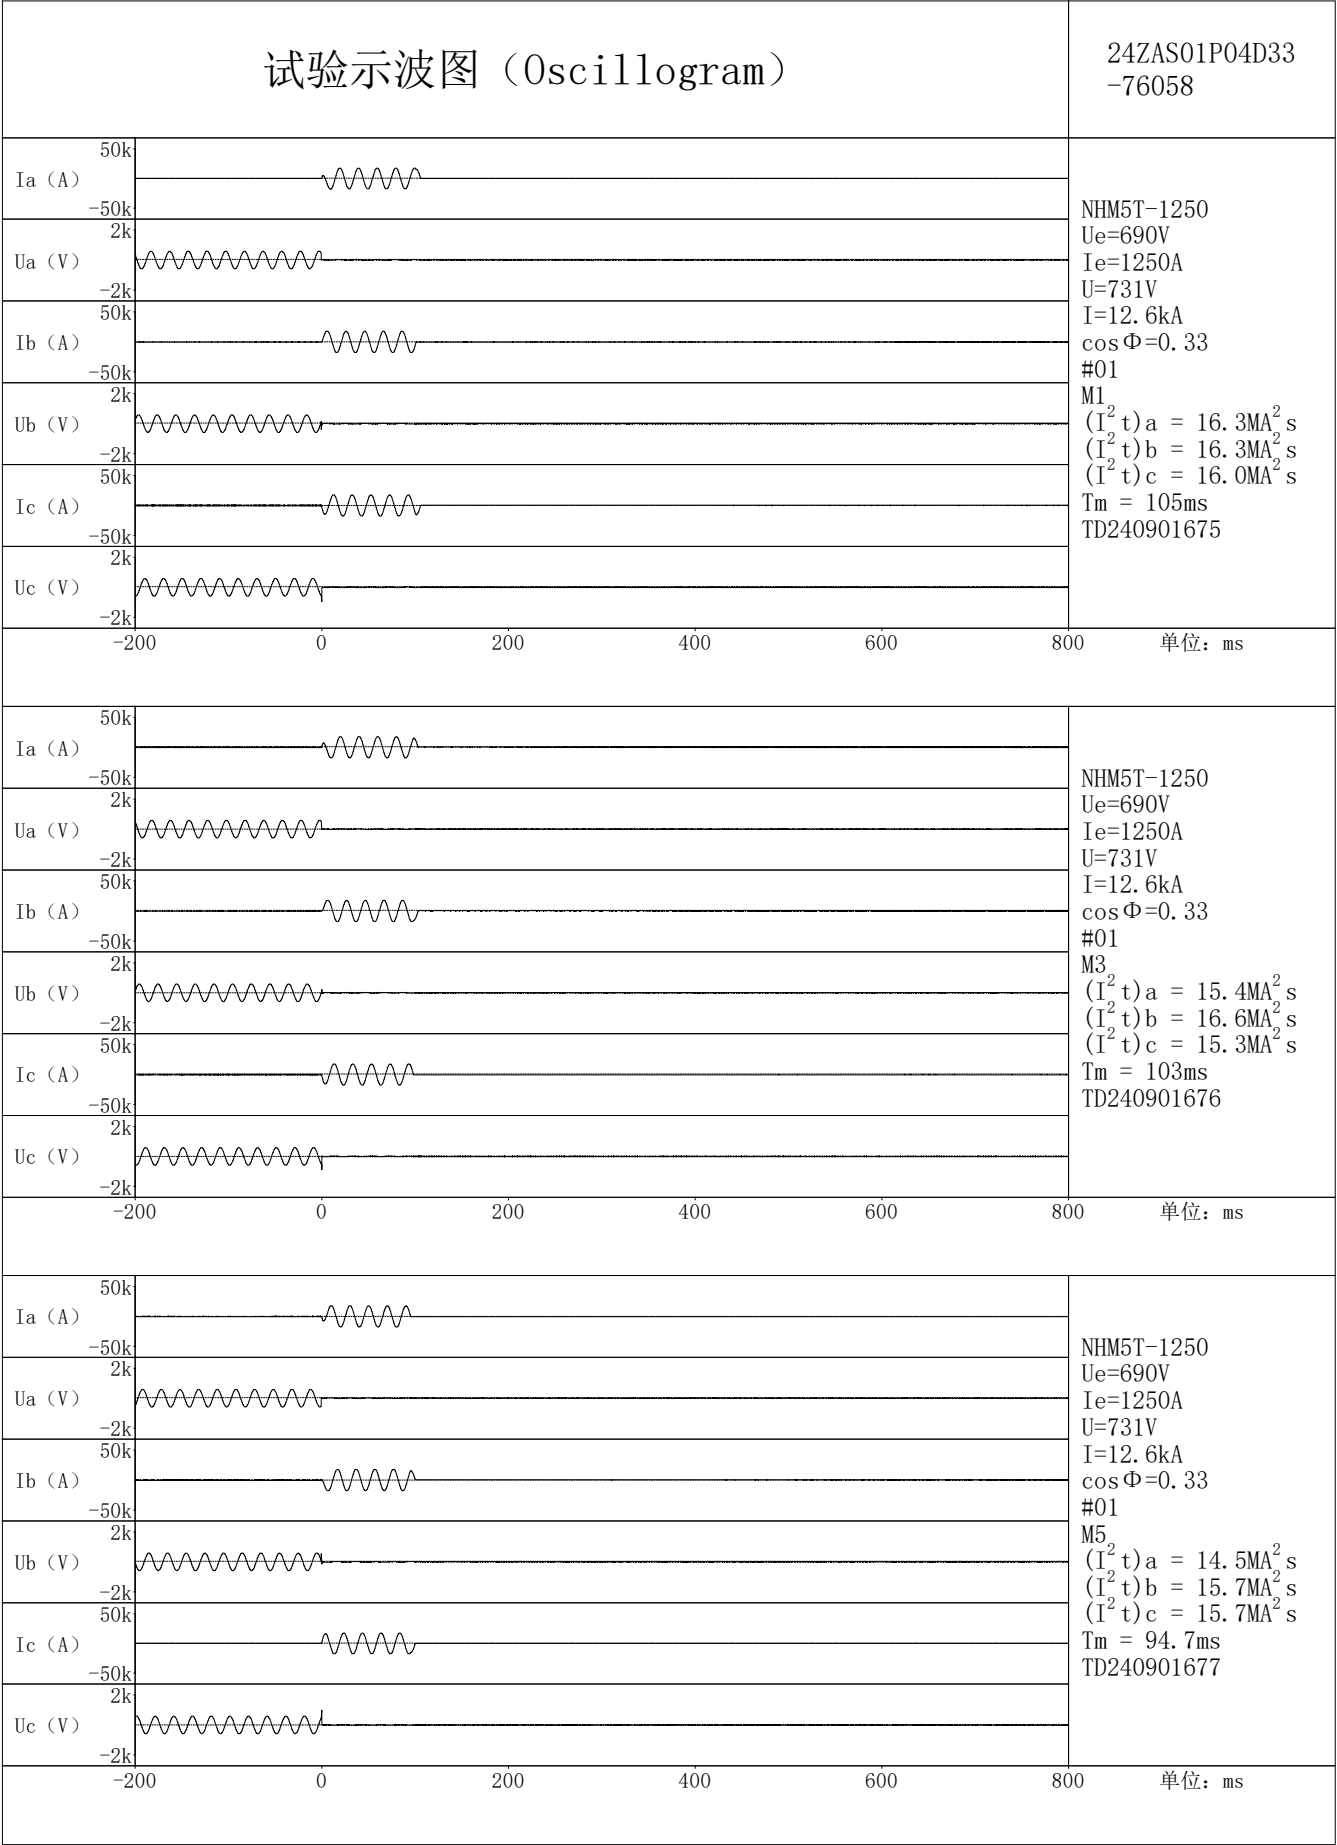 试验示波图（Oscillogram）
24ZAS01P04D33
-76058
50k
Ia（A）
-50k
2k
Ua（V）
-2k
50k
Ib（A）
-50k
2k
Ub（V）
-2k
50k
Ic（A）
-50k
2k
Uc（V）
-2k
-200 0 200 400 600 800 单位：ms
NHM5T-1250
Ue=690V
Ie=1250A
U=731V
I=12.6kA
cosΦ=0.33
#01
M1
(I²t)a = 16.3MA²s
(I²t)b = 16.3MA²s
(I²t)c = 16.0MA²s
Tm = 105ms
TD240901675
50k
Ia（A）
-50k
2k
Ua（V）
-2k
50k
Ib（A）
-50k
2k
Ub（V）
-2k
50k
Ic（A）
-50k
2k
Uc（V）
-2k
-200 0 200 400 600 800 单位：ms
NHM5T-1250
Ue=690V
Ie=1250A
U=731V
I=12.6kA
cosΦ=0.33
#01
M3
(I²t)a = 15.4MA²s
(I²t)b = 16.6MA²s
(I²t)c = 15.3MA²s
Tm = 103ms
TD240901676
50k
Ia（A）
-50k
2k
Ua（V）
-2k
50k
Ib（A）
-50k
2k
Ub（V）
-2k
50k
Ic（A）
-50k
2k
Uc（V）
-2k
-200 0 200 400 600 800 单位：ms
NHM5T-1250
Ue=690V
Ie=1250A
U=731V
I=12.6kA
cosΦ=0.33
#01
M5
(I²t)a = 14.5MA²s
(I²t)b = 15.7MA²s
(I²t)c = 15.7MA²s
Tm = 94.7ms
TD240901677